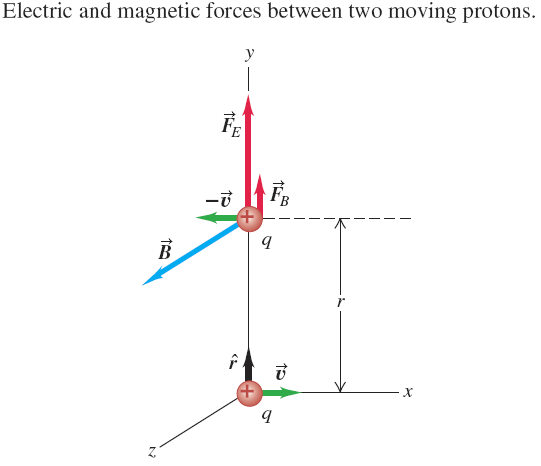 Electric and magnetic forces between two moving protons.
y
F⃗E
−v⃗
F⃗B
B⃗
q
r
r̂
v⃗
x
q
z